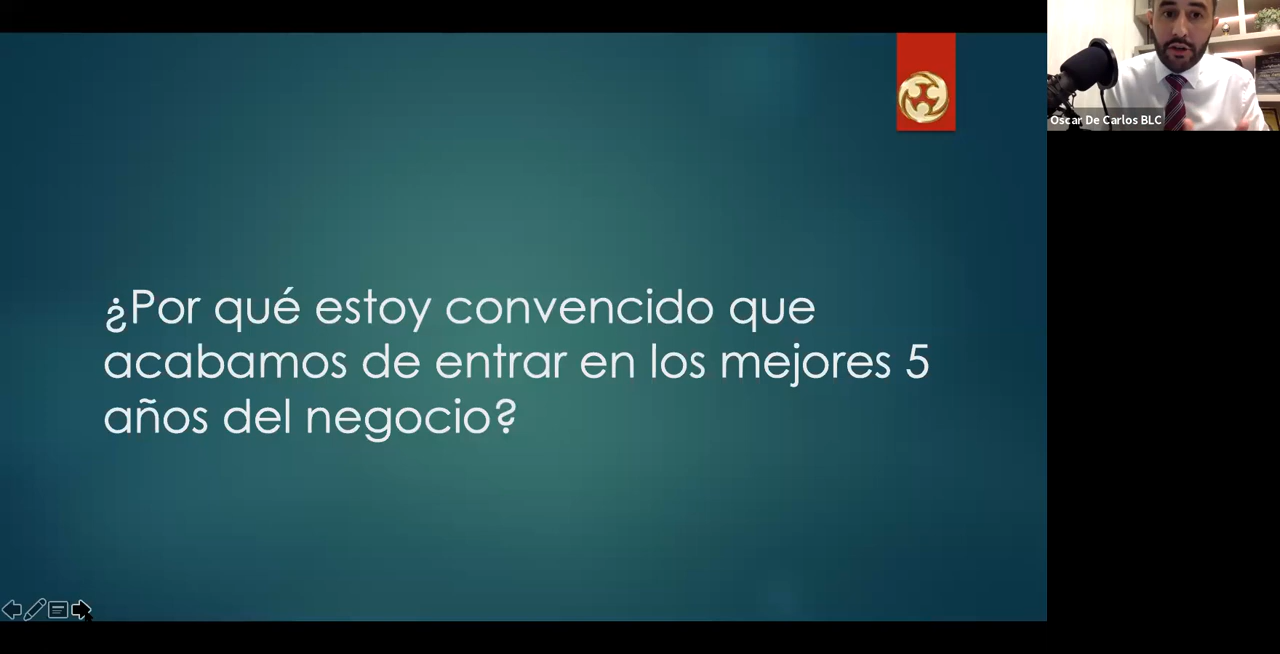 ¿Por qué estoy convencido que
acabamos de entrar en los mejores 5
años del negocio?
Oscar De Carlos BLC